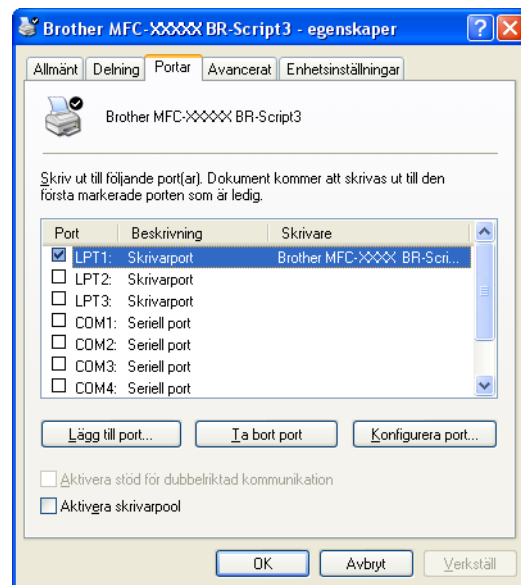 Brother MFC-XXXXX BR-Script3 - egenskaper
Allmänt Delning Portar Avancerat Enhetsinställningar
Brother MFC-XXXXX BR-Script3
Skriv ut till följande port(ar). Dokument kommer att skrivas ut till den
första markerade porten som är ledig.
Port Beskrivning Skrivare
LPT1: Skrivarport Brother MFC-XXXX BR-Scri...
LPT2: Skrivarport
LPT3: Skrivarport
COM1: Seriell port
COM2: Seriell port
COM3: Seriell port
COM4: Seriell port
Lägg till port... Ta bort port Konfigurera port...
Aktivera stöd för dubbelriktad kommunikation
Aktivera skrivarpool
OK Avbryt Verkställ